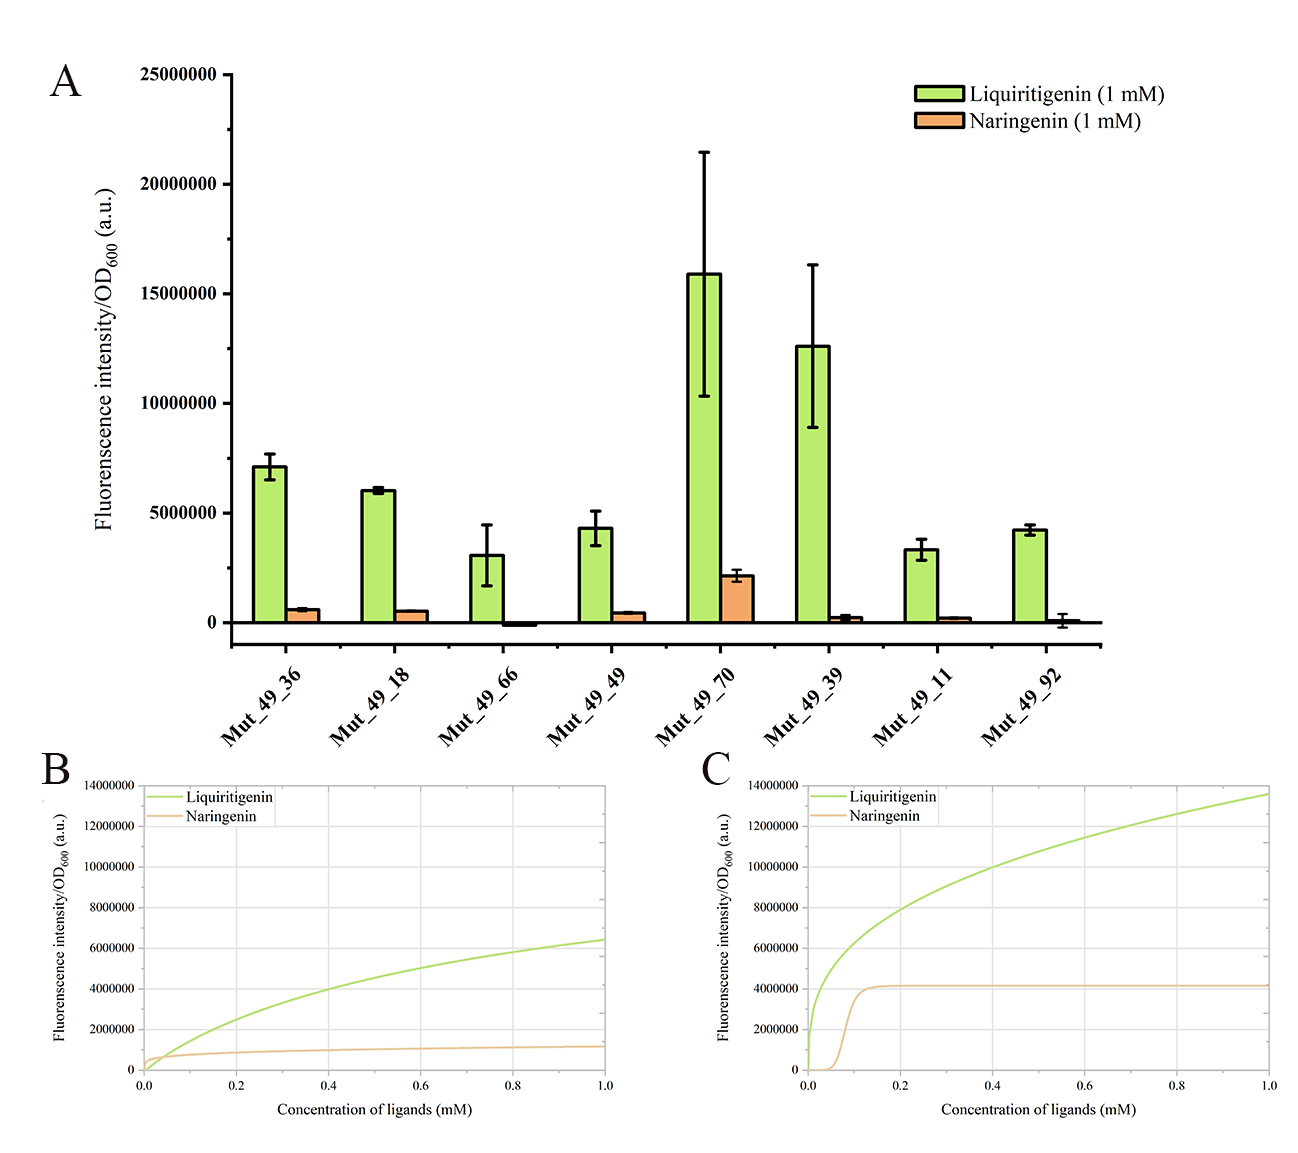 A
Fluorenscence intensity/OD600 (a.u.)
25000000
20000000
15000000
10000000
5000000
0
Liquiritigenin (1 mM)
Naringenin (1 mM)
Mut_49_36
Mut_49_18
Mut_49_66
Mut_49_49
Mut_49_70
Mut_49_39
Mut_49_11
Mut_49_92
B
Fluorenscence intensity/OD600 (a.u.)
14000000
12000000
10000000
8000000
6000000
4000000
2000000
0
Liquiritigenin
Naringenin
0.0 0.2 0.4 0.6 0.8 1.0
Concentration of ligands (mM)
C
Fluorenscence intensity/OD600 (a.u.)
14000000
12000000
10000000
8000000
6000000
4000000
2000000
0
Liquiritigenin
Naringenin
0.0 0.2 0.4 0.6 0.8 1.0
Concentration of ligands (mM)